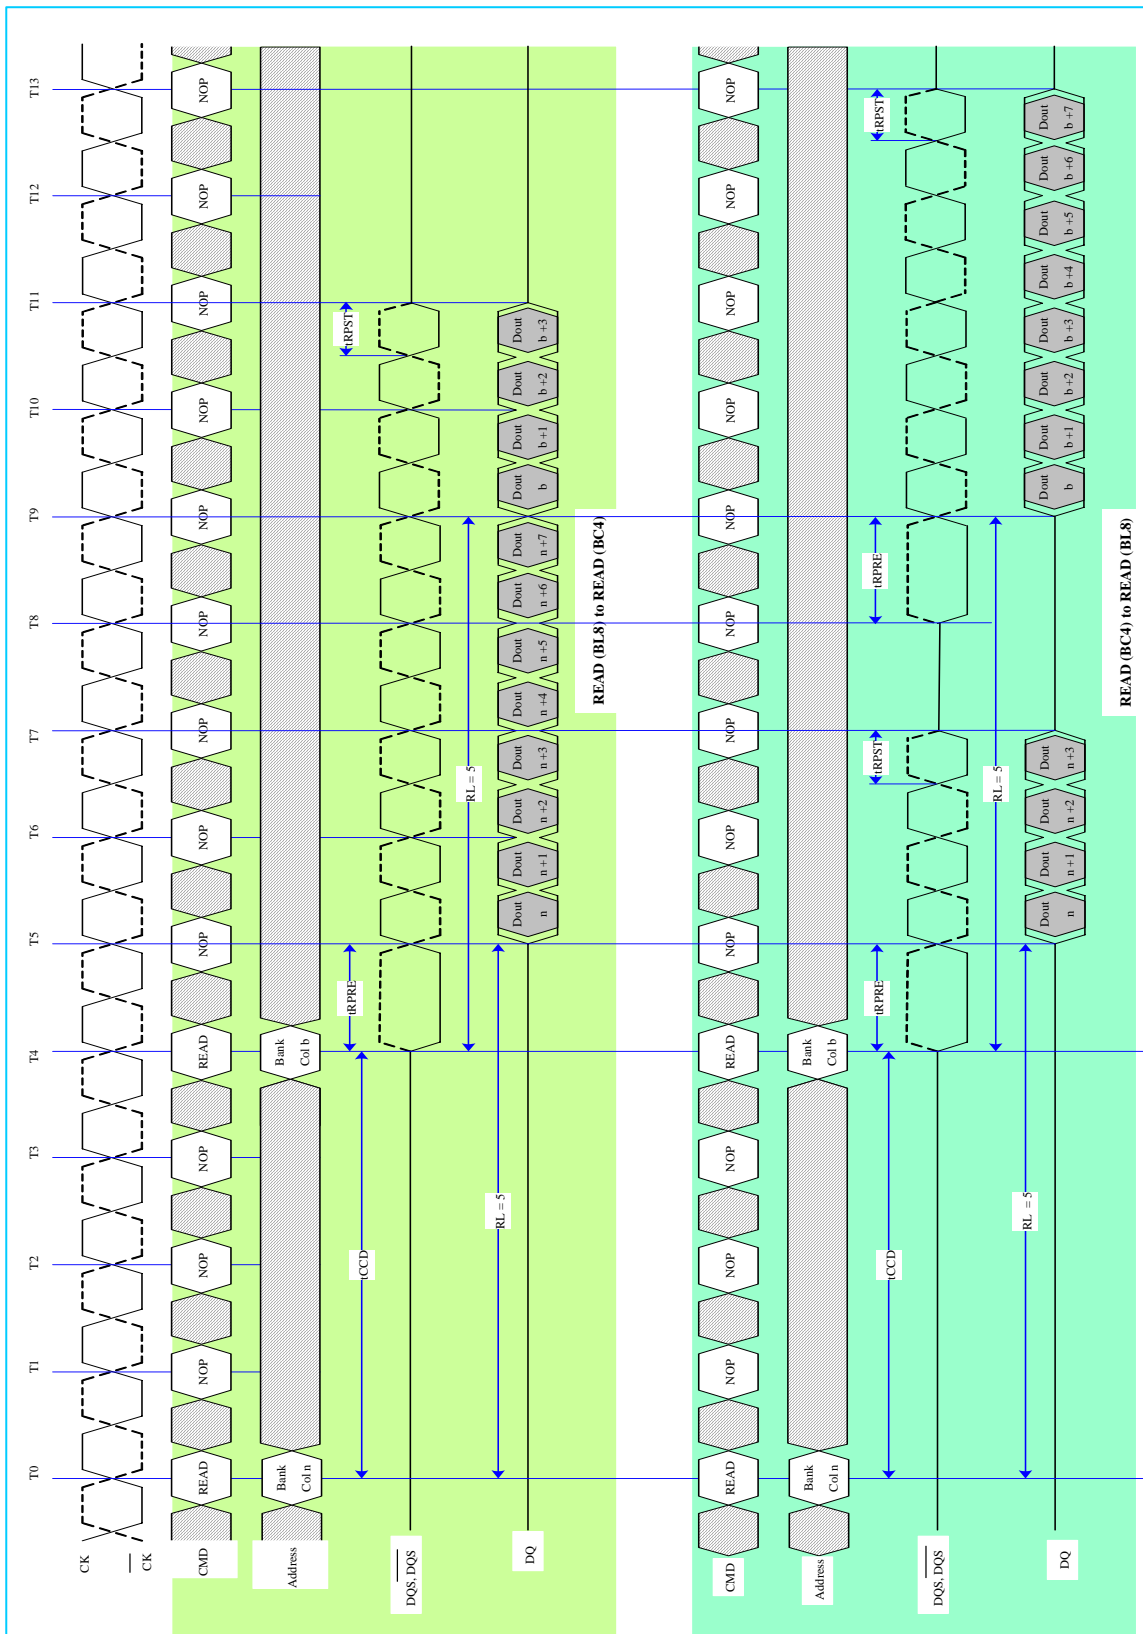 T0 T1 T2 T3 T4 T5 T6 T7 T8 T9 T10 T11 T12 T13
CK
CK
CMD READ NOP NOP NOP READ NOP NOP NOP NOP NOP NOP NOP NOP NOP
Address Bank Col n Bank Col b
tCCD tRPRE tRPST
DQS, DQS
RL = 5
RL = 5
DQ Dout n Dout n +1 Dout n +2 Dout n +3 Dout n +4 Dout n +5 Dout n +6 Dout n +7 Dout b Dout b +1 Dout b +2 Dout b +3
READ (BL8) to READ (BC4)
CMD READ NOP NOP NOP READ NOP NOP NOP NOP NOP NOP NOP NOP NOP
Address Bank Col n Bank Col b
tCCD tRPRE tRPST tRPRE tRPST
DQS, DQS
RL = 5
RL = 5
DQ Dout n Dout n +1 Dout n +2 Dout n +3 Dout b Dout b +1 Dout b +2 Dout b +3 Dout b +4 Dout b +5 Dout b +6 Dout b +7
READ (BC4) to READ (BL8)